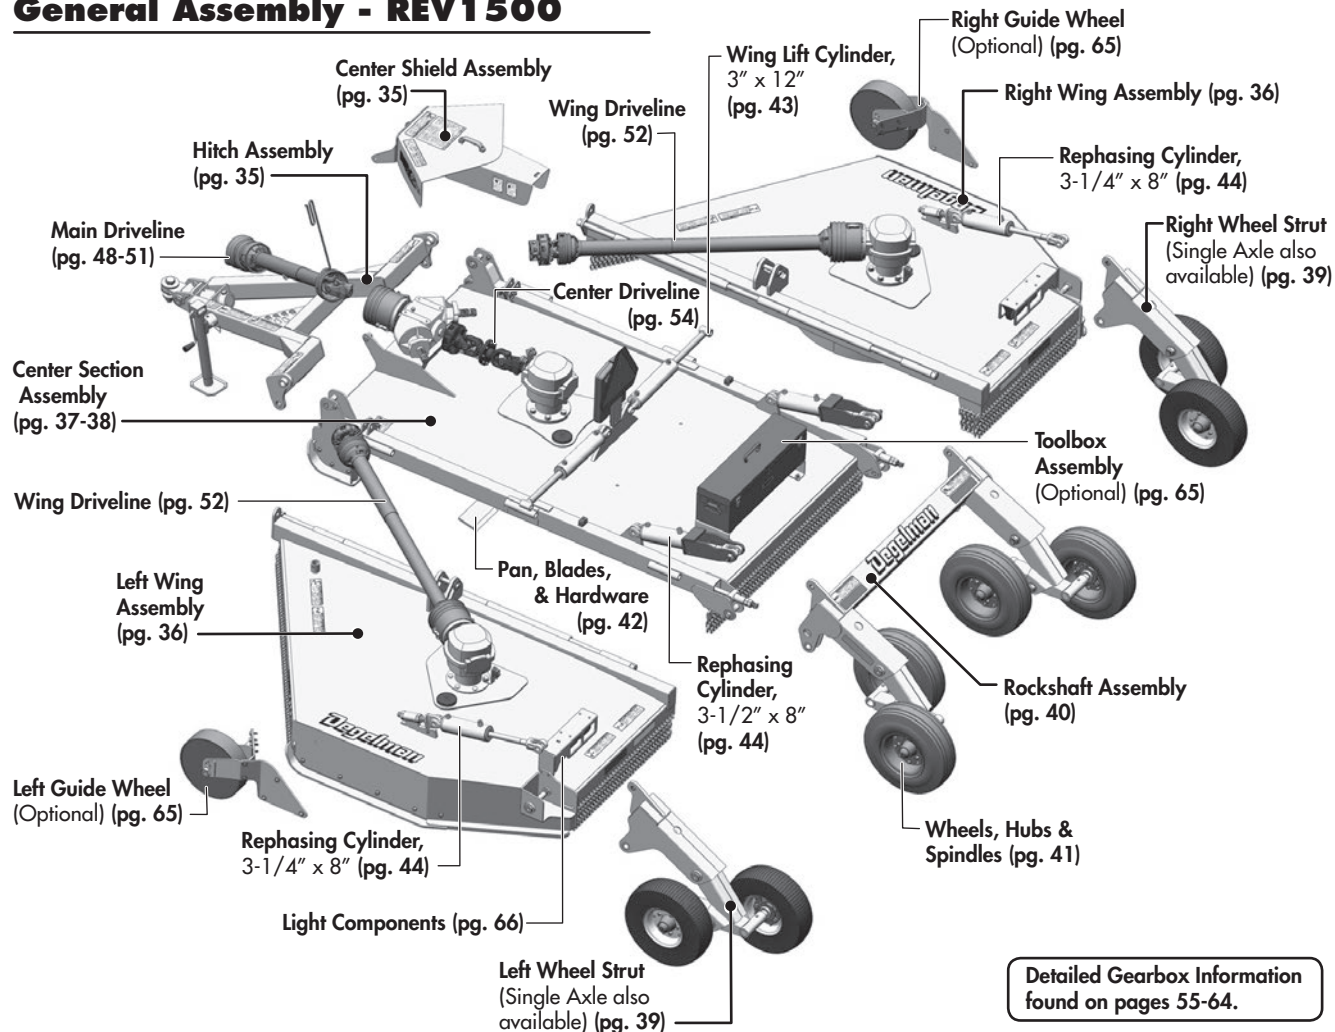 General Assembly - REV1500
Center Shield Assembly
(pg. 35)
Hitch Assembly
(pg. 35)
Main Driveline
(pg. 48-51)
Center Section
Assembly
(pg. 37-38)
Wing Driveline
(pg. 52)
Wing Lift Cylinder,
3" x 12"
(pg. 43)
Right Guide Wheel
(Optional) (pg. 65)
Right Wing Assembly (pg. 36)
Rephasing Cylinder,
3-1/4" x 8" (pg. 44)
Right Wheel Strut
(Single Axle also
available) (pg. 39)
Center Driveline
(pg. 54)
Degelman
Toolbox
Assembly
(Optional) (pg. 65)
Wing Driveline (pg. 52)
Left Wing
Assembly
(pg. 36)
Pan, Blades,
& Hardware
(pg. 42)
Degelman
Rephasing
Cylinder,
3-1/2" x 8"
(pg. 44)
Rockshaft Assembly
(pg. 40)
Degelman
Left Guide Wheel
(Optional) (pg. 65)
Rephasing Cylinder,
3-1/4" x 8" (pg. 44)
Wheels, Hubs &
Spindles (pg. 41)
Light Components (pg. 66)
Left Wheel Strut
(Single Axle also
available) (pg. 39)
Detailed Gearbox Information
found on pages 55-64.